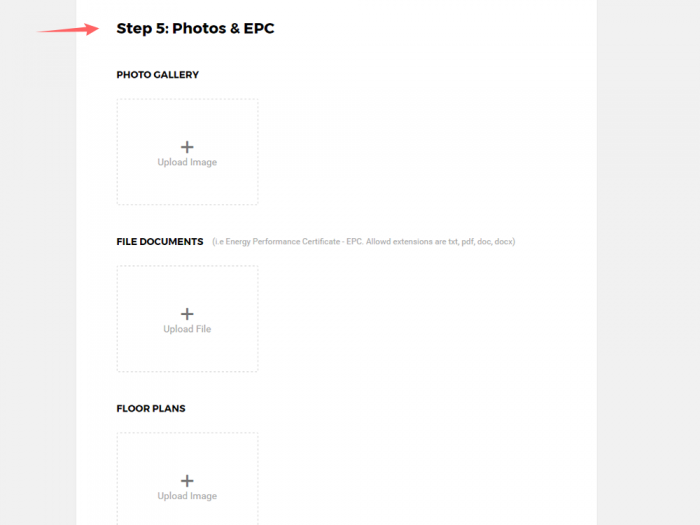 Step 5: Photos & EPC
PHOTO GALLERY
+
Upload Image
FILE DOCUMENTS (i.e Energy Performance Certificate - EPC. Allowd extensions are txt, pdf, doc, docx)
+
Upload File
FLOOR PLANS
+
Upload Image